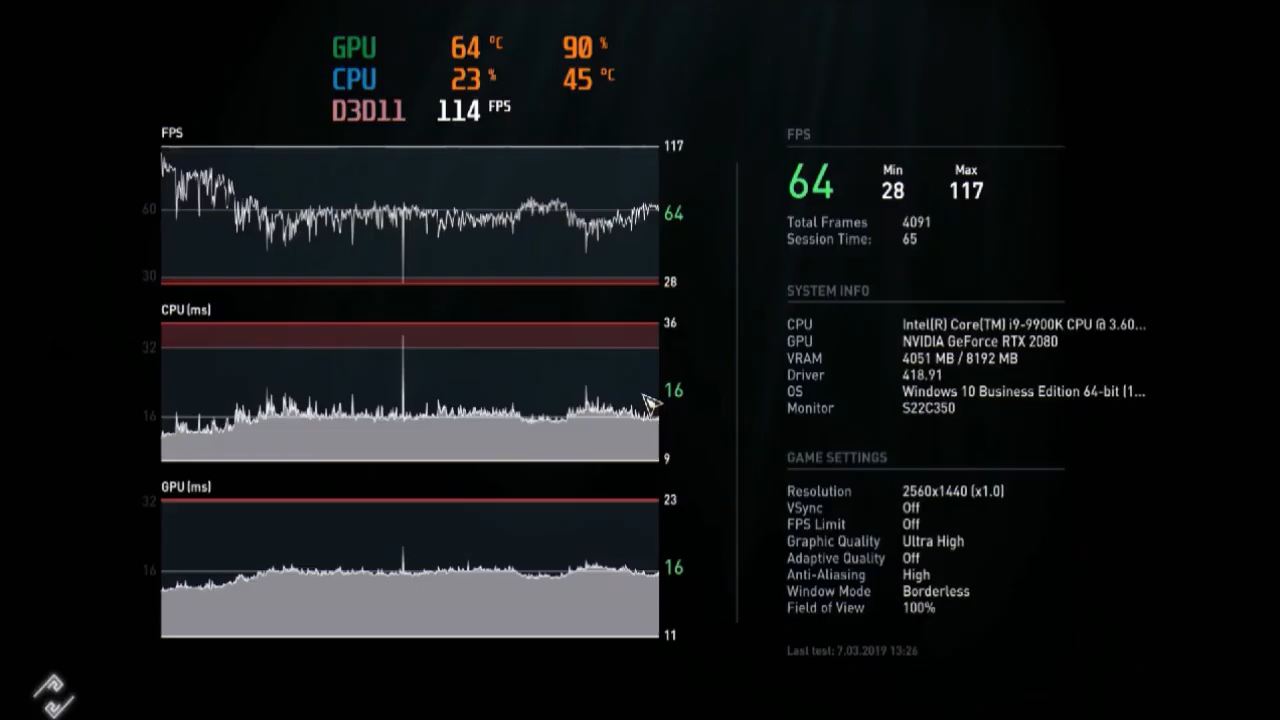 GPU 64 °C 90 %
CPU 23 % 45 °C
D3D11 114 FPS
FPS
117
60
64
30
28
CPU (ms)
36
32
16
16
9
GPU (ms)
32
23
16
16
11
FPS
64 Min 28 Max 117
Total Frames 4091
Session Time: 65
SYSTEM INFO
CPU Intel(R) Core(TM) i9-9900K CPU @ 3.60...
GPU NVIDIA GeForce RTX 2080
VRAM 4051 MB / 8192 MB
Driver 418.91
OS Windows 10 Business Edition 64-bit (1...
Monitor S22C350
GAME SETTINGS
Resolution 2560x1440 (x1.0)
VSync Off
FPS Limit Off
Graphic Quality Ultra High
Adaptive Quality Off
Anti-Aliasing High
Window Mode Borderless
Field of View 100%
Last test: 7.03.2019 13:26